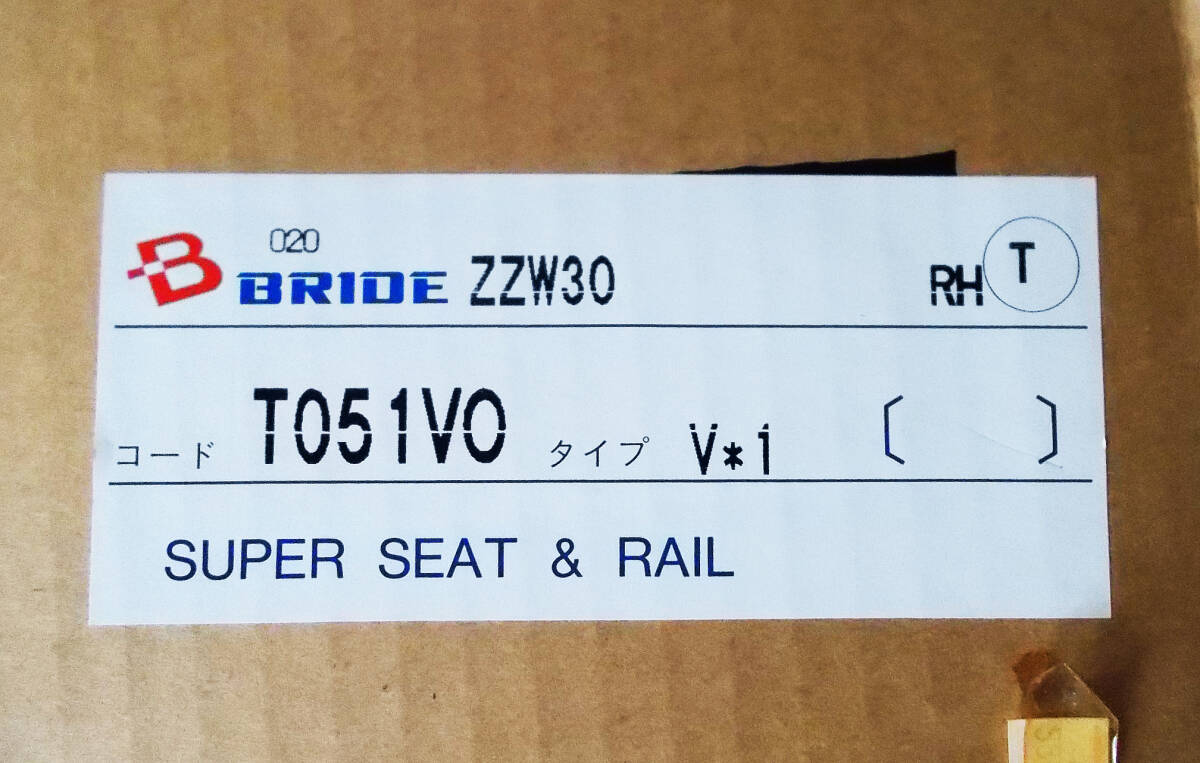 020
BRIDE ZZW30 RH T
コード T051VO タイプ V*1 〔 〕
SUPER SEAT & RAIL